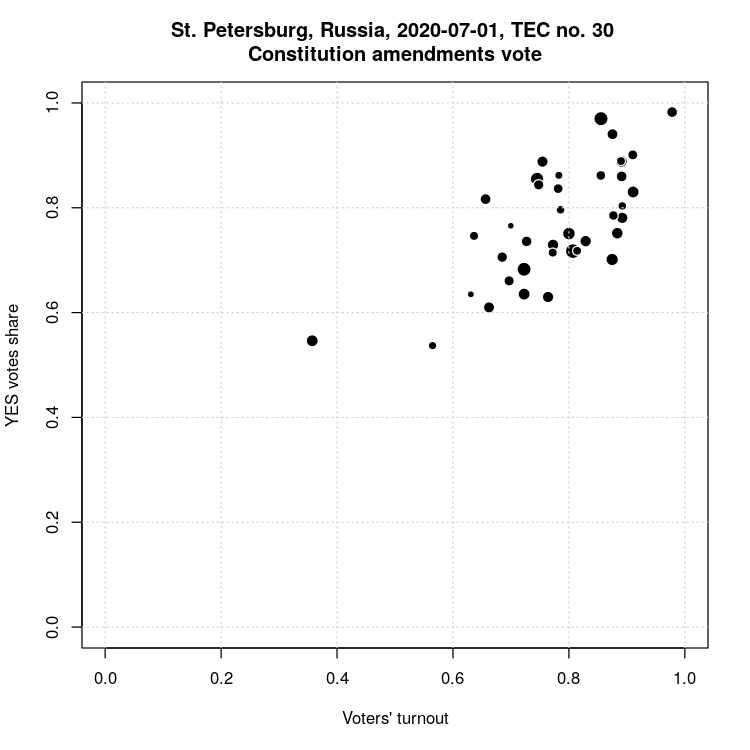 St. Petersburg, Russia, 2020-07-01, TEC no. 30
Constitution amendments vote
YES votes share
1.0
0.8
0.6
0.4
0.2
0.0
0.0 0.2 0.4 0.6 0.8 1.0
Voters' turnout